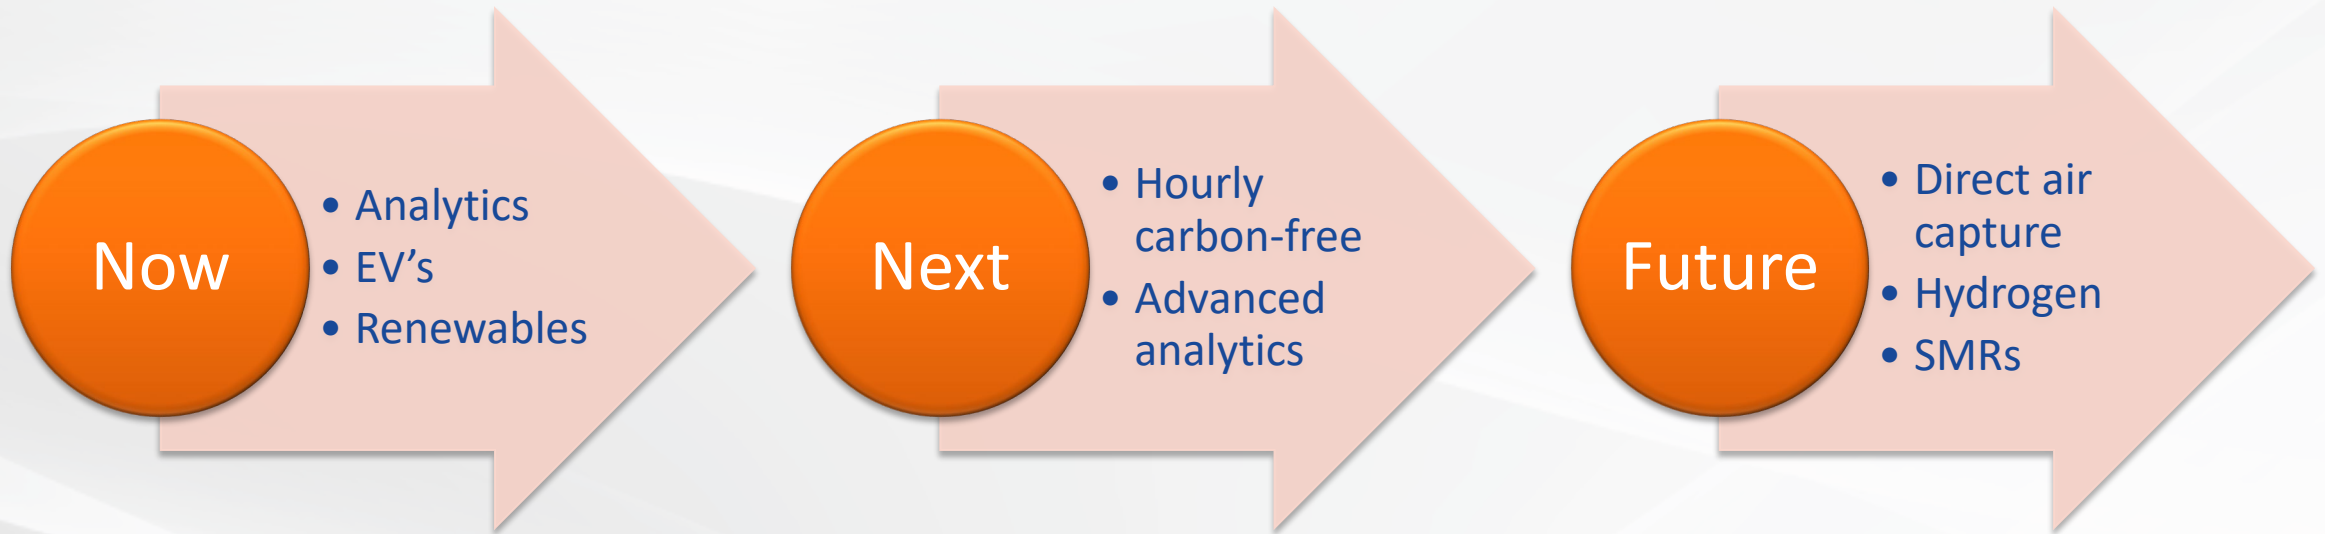 Now
• Analytics
• EV’s
• Renewables
Next
• Hourly
carbon-free
• Advanced
analytics
Future
• Direct air
capture
• Hydrogen
• SMRs